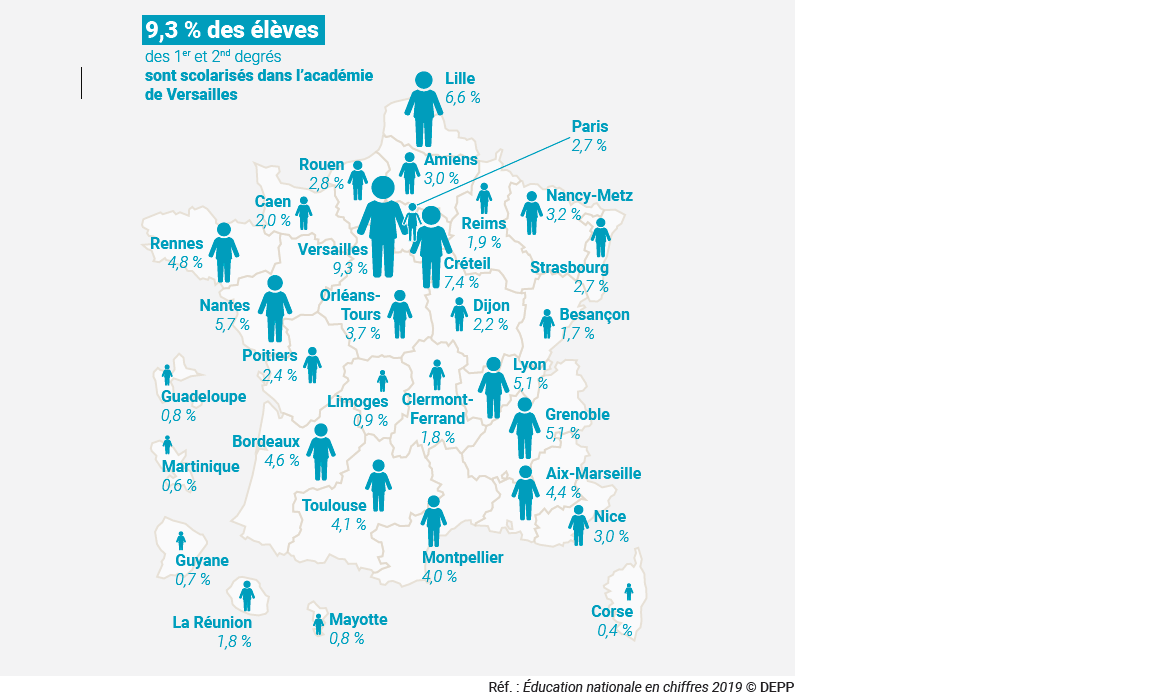 9,3 % des élèves
des 1er et 2nd degrés
sont scolarisés dans l'académie
de Versailles
Lille
6,6 %
Paris
2,7 %
Rouen
2,8 %
Amiens
3,0 %
Caen
2,0 %
Reims
1,9 %
Nancy-Metz
3,2 %
Rennes
4,8 %
Versailles
9,3 %
Créteil
7,4 %
Strasbourg
2,7 %
Nantes
5,7 %
Orléans-
Tours
3,7 %
Dijon
2,2 %
Besançon
1,7 %
Poitiers
2,4 %
Limoges
0,9 %
Clermont-
Ferrand
1,8 %
Lyon
5,1 %
Guadeloupe
0,8 %
Grenoble
5,1 %
Bordeaux
4,6 %
Martinique
0,6 %
Aix-Marseille
4,4 %
Toulouse
4,1 %
Nice
3,0 %
Montpellier
4,0 %
Guyane
0,7 %
La Réunion
1,8 %
Mayotte
0,8 %
Corse
0,4 %
Réf. : Éducation nationale en chiffres 2019 © DEPP